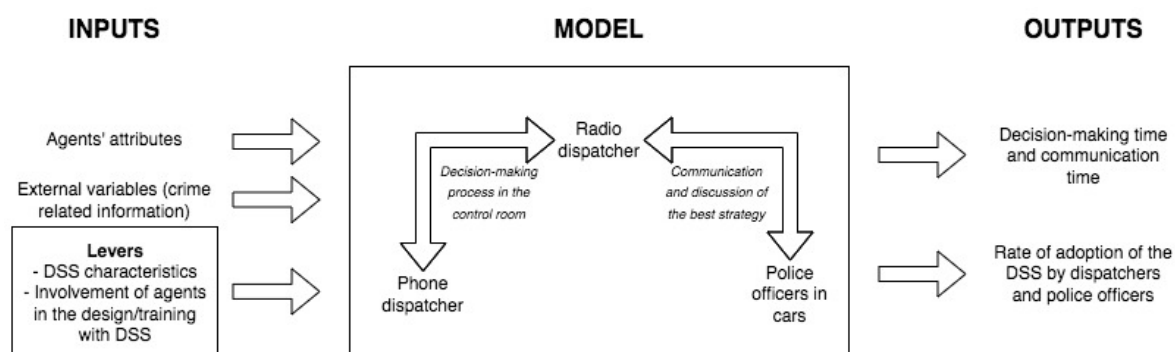 INPUTS
MODEL
OUTPUTS
Agents' attributes
External variables (crime
related information)
Levers
- DSS characteristics
- Involvement of agents
in the design/training
with DSS
Radio
dispatcher
Decision-making
process in the
control room
Communication
and discussion of
the best strategy
Phone
dispatcher
Police
officers in
cars
Decision-making time
and communication
time
Rate of adoption of the
DSS by dispatchers
and police officers